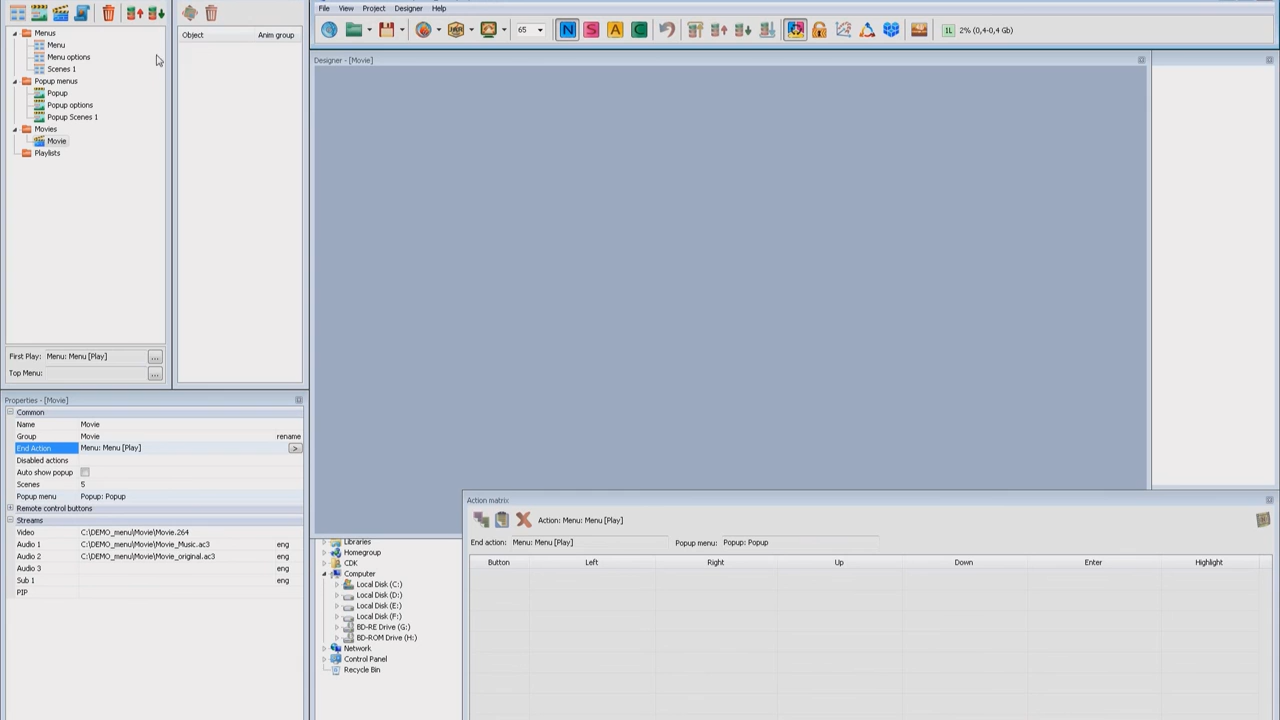 File View Project Designer Help
65
N S A C
1L 2% (0,4-0,4 Gb)
Menus
Menu
Menu options
Scenes 1
Popup menus
Popup
Popup options
Popup Scenes 1
Movies
Movie
Playlists
First Play: Menu: Menu [Play] ...
Top Menu: ...
Object Anim group
Designer - [Movie]
Properties - [Movie]
Common
Name Movie
Group Movie rename
End Action Menu: Menu [Play] >
Disabled actions
Auto show popup
Scenes 5
Popup menu Popup: Popup
Remote control buttons
Streams
Video C:\DEMO_menu\Movie\Movie.264
Audio 1 C:\DEMO_menu\Movie\Movie_Music.ac3 eng
Audio 2 C:\DEMO_menu\Movie\Movie_original.ac3 eng
Audio 3 eng
Sub 1 eng
PIP
Libraries
Homegroup
CDK
Computer
Local Disk (C:)
Local Disk (D:)
Local Disk (E:)
Local Disk (F:)
BD-RE Drive (G:)
BD-ROM Drive (H:)
Network
Control Panel
Recycle Bin
Action matrix
Action: Menu: Menu [Play]
End action: Menu: Menu [Play] Popup menu: Popup: Popup
Button Left Right Up Down Enter Highlight